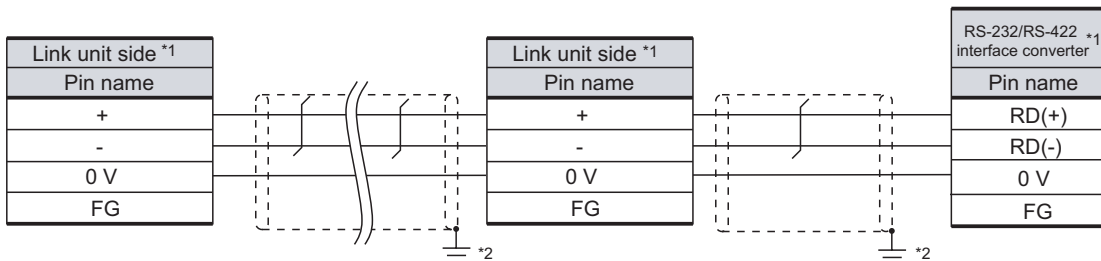 Link unit side *1
Pin name
+
-
0 V
FG
*2
Link unit side *1
Pin name
+
-
0 V
FG
*2
RS-232/RS-422
interface converter *1
Pin name
RD(+)
RD(-)
0 V
FG